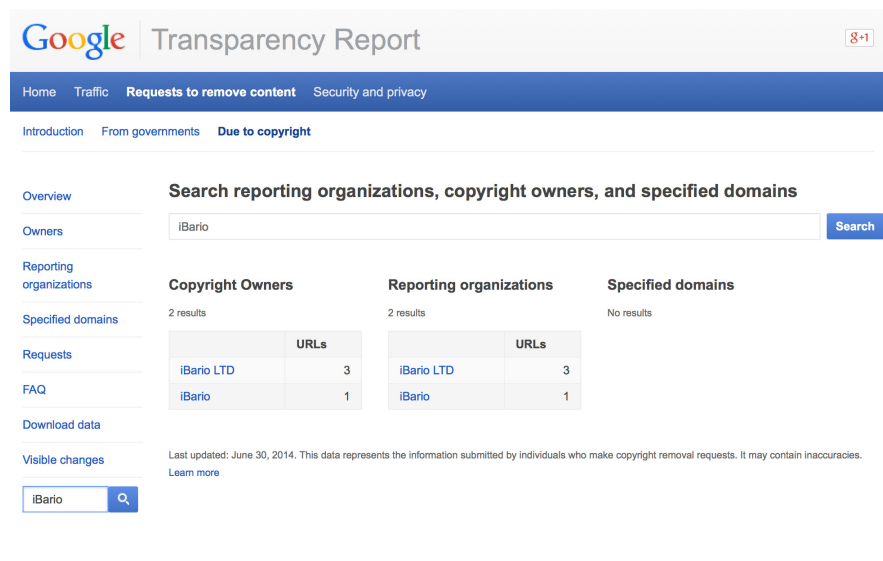 Google Transparency Report
8+1
Home Traffic Requests to remove content Security and privacy
Introduction From governments Due to copyright
Overview
Owners
Reporting
organizations
Specified domains
Requests
FAQ
Download data
Visible changes
iBario
Search reporting organizations, copyright owners, and specified domains
iBario Search
Copyright Owners
2 results
URLs
iBario LTD 3
iBario 1
Reporting organizations
2 results
URLs
iBario LTD 3
iBario 1
Specified domains
No results
Last updated: June 30, 2014. This data represents the information submitted by individuals who make copyright removal requests. It may contain inaccuracies.
Learn more